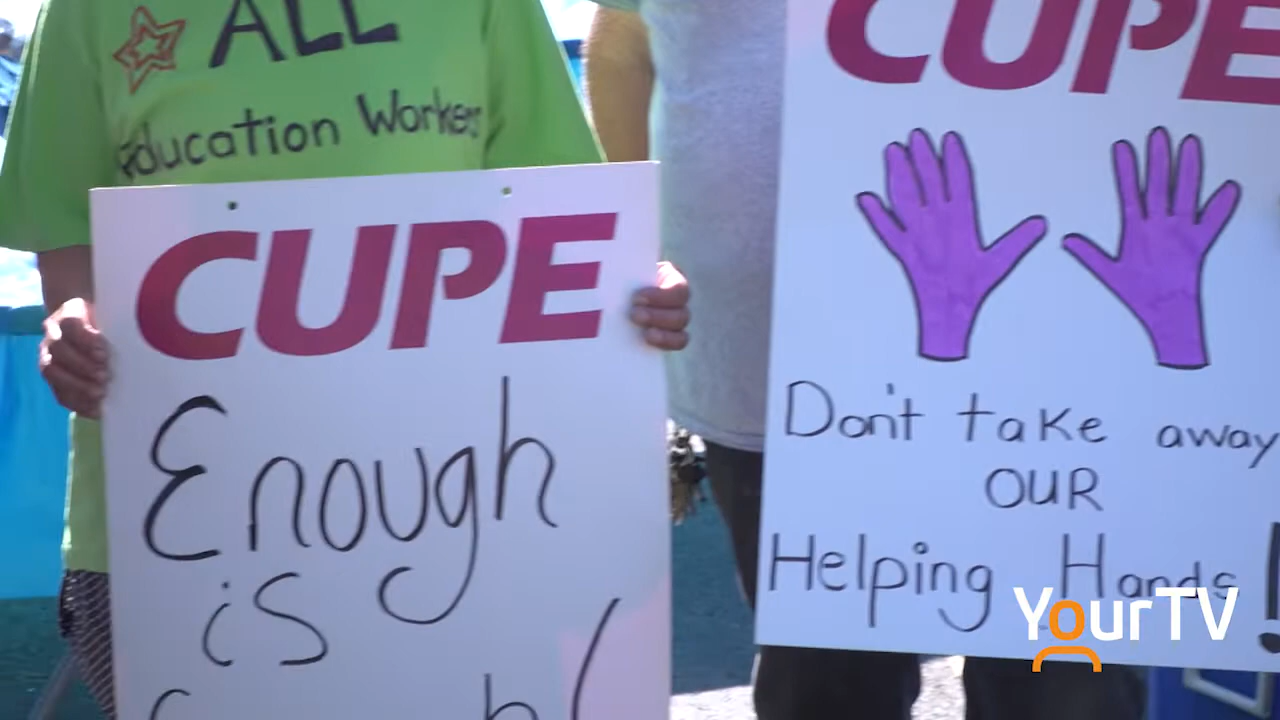 ALL
Education Workers
CUPE
Enough
is
CUPE
Don't take away
OUR
Helping Hands!
YourTV